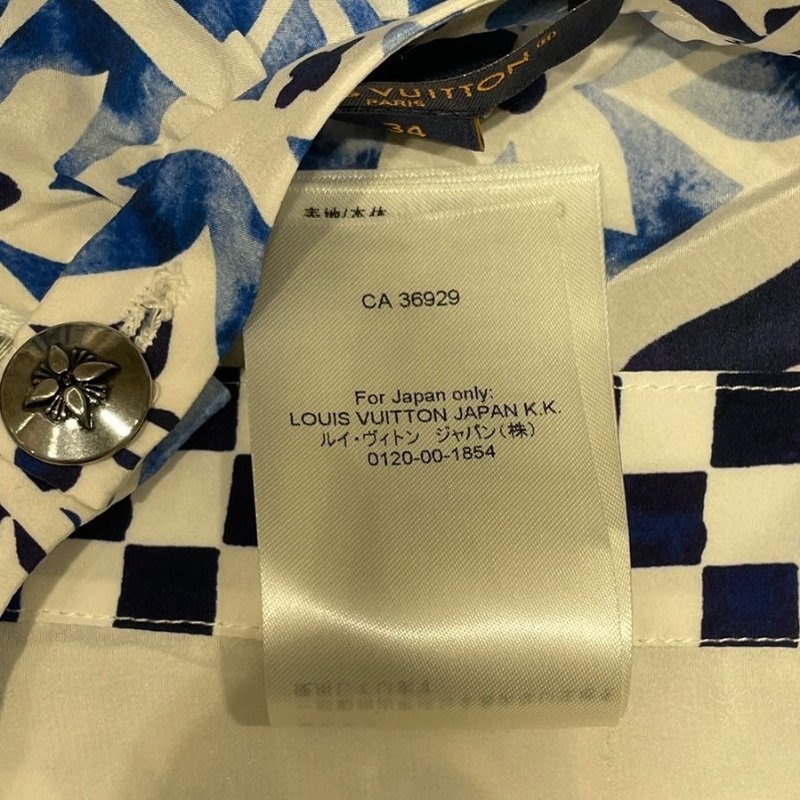 S VUITTON
PARIS
34
表地/本体
CA 36929
For Japan only:
LOUIS VUITTON JAPAN K.K.
ルイ・ヴィトン ジャパン(株)
0120-00-1854